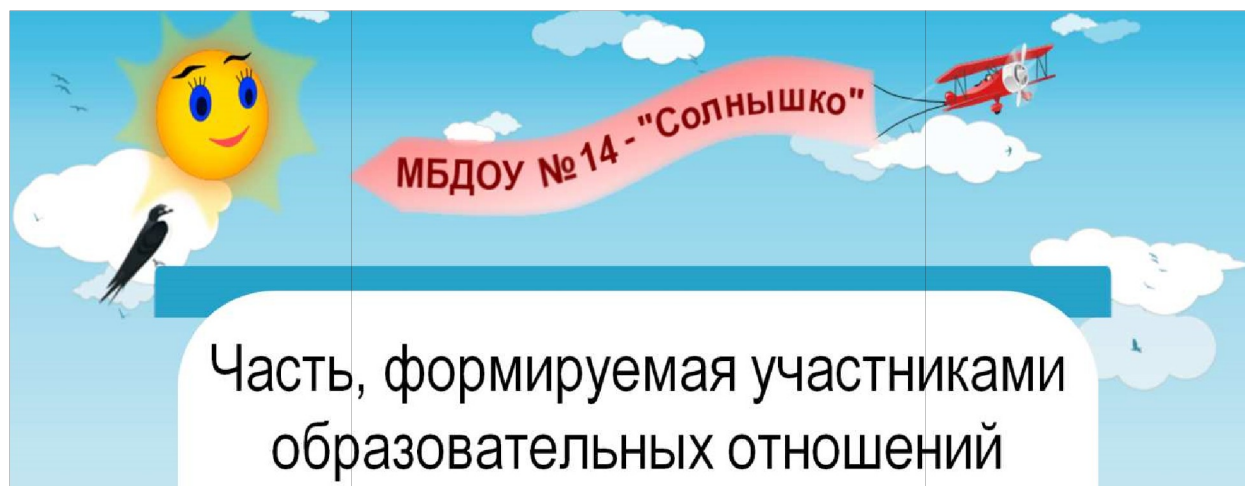 МБДОУ №14 - "Солнышко"
Часть, формируемая участниками
образовательных отношений